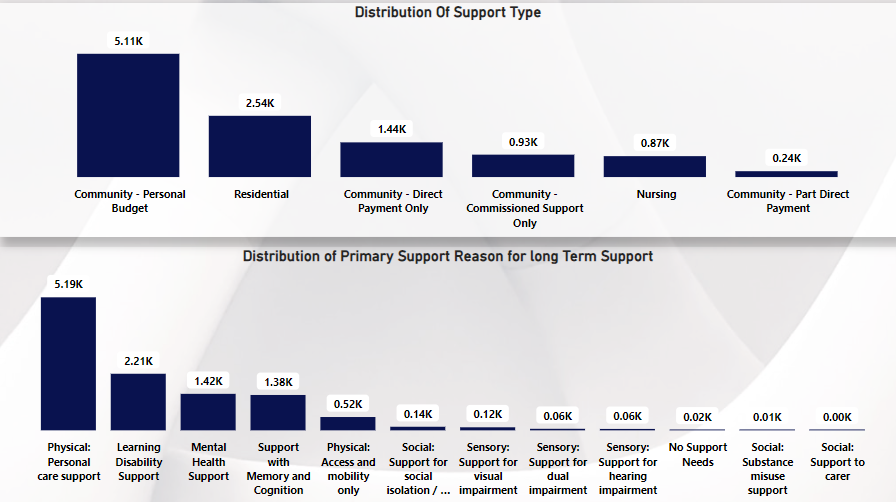 Distribution Of Support Type
5.11K
2.54K
1.44K
0.93K
0.87K
0.24K
Community - Personal
Budget
Residential
Community - Direct
Payment Only
Community -
Commissioned Support
Only
Nursing
Community - Part Direct
Payment
Distribution of Primary Support Reason for long Term Support
5.19K
2.21K
1.42K
1.38K
0.52K
0.14K
0.12K
0.06K
0.06K
0.02K
0.01K
0.00K
Physical:
Personal
care support
Learning
Disability
Support
Mental
Health
Support
Support
with
Memory and
Cognition
Physical:
Access and
mobility
only
Social:
Support for
social
isolation / ...
Sensory:
Support for
visual
impairment
Sensory:
Support for
dual
impairment
Sensory:
Support for
hearing
impairment
No Support
Needs
Social:
Substance
misuse
support
Social:
Support to
carer